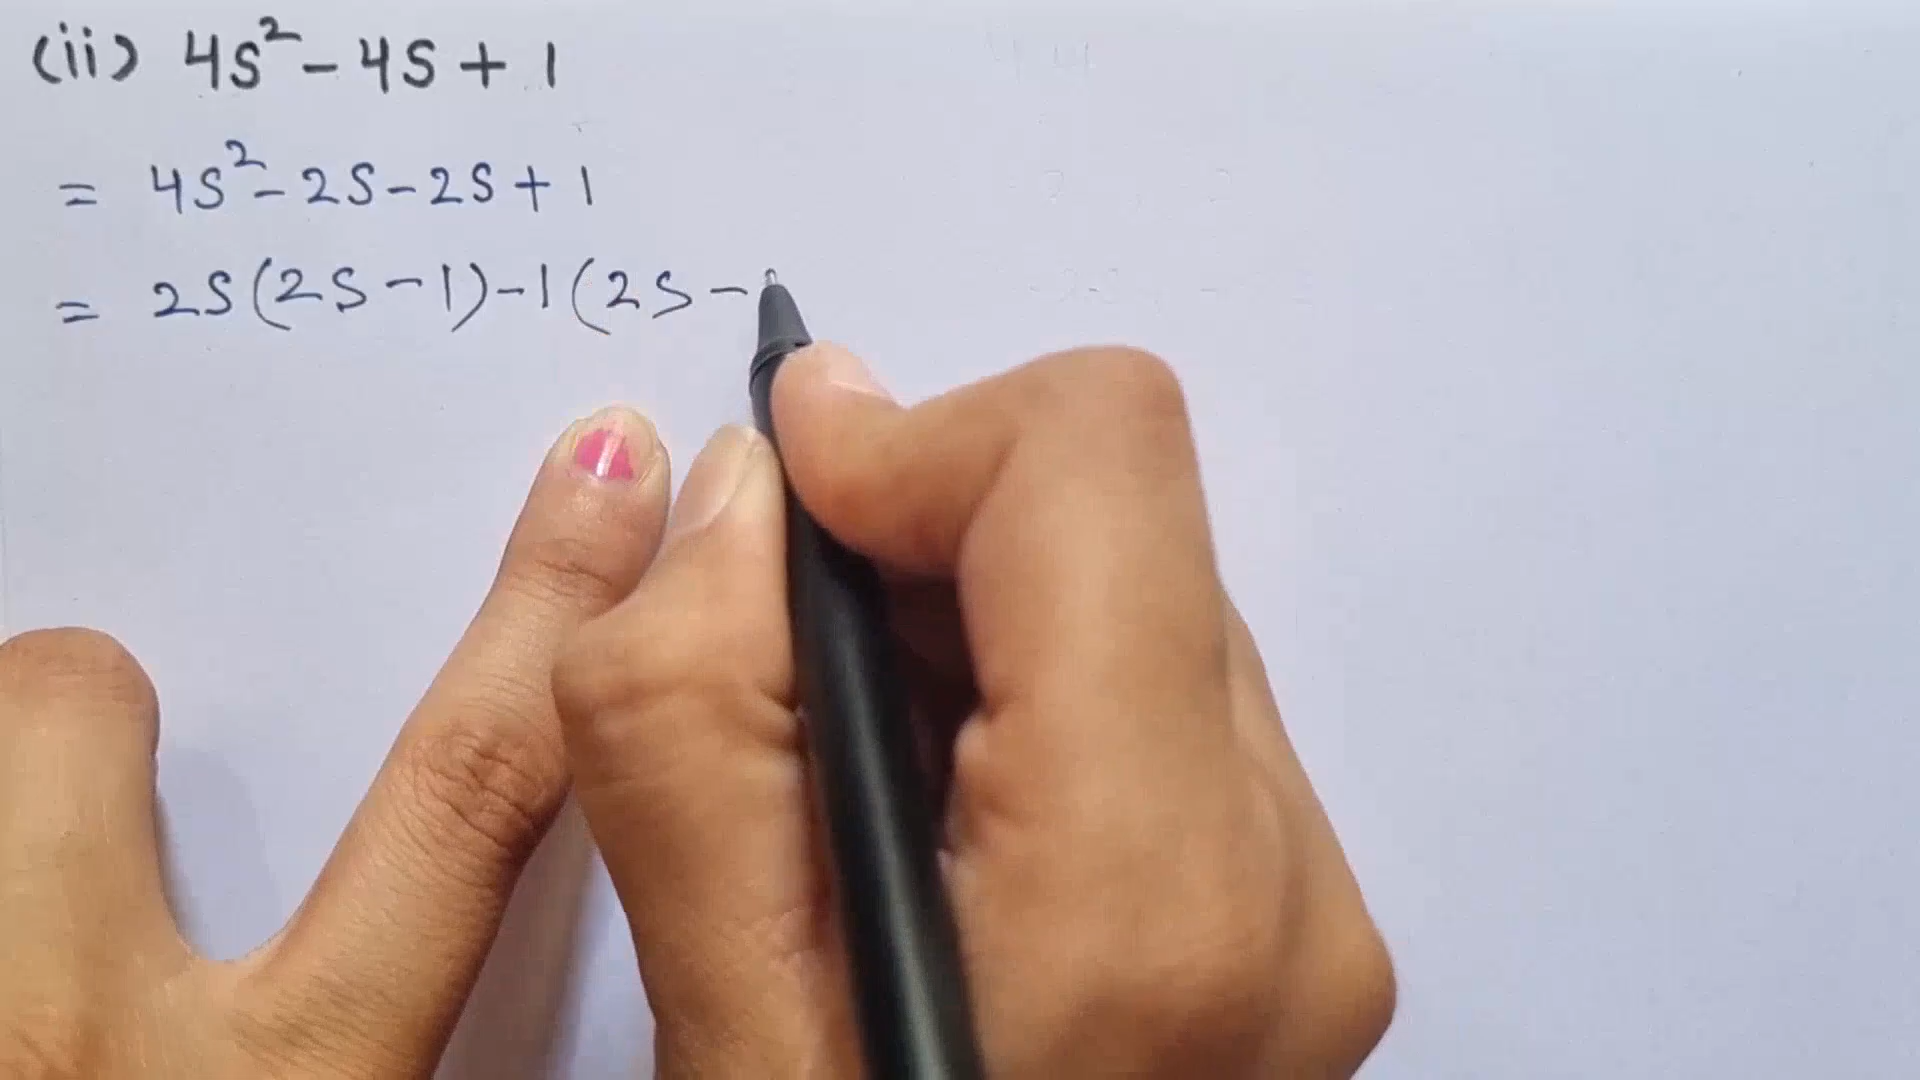 (ii) 4S² - 4S + 1
= 4S² - 2S - 2S + 1
= 2S(2S - 1) - 1(2S -